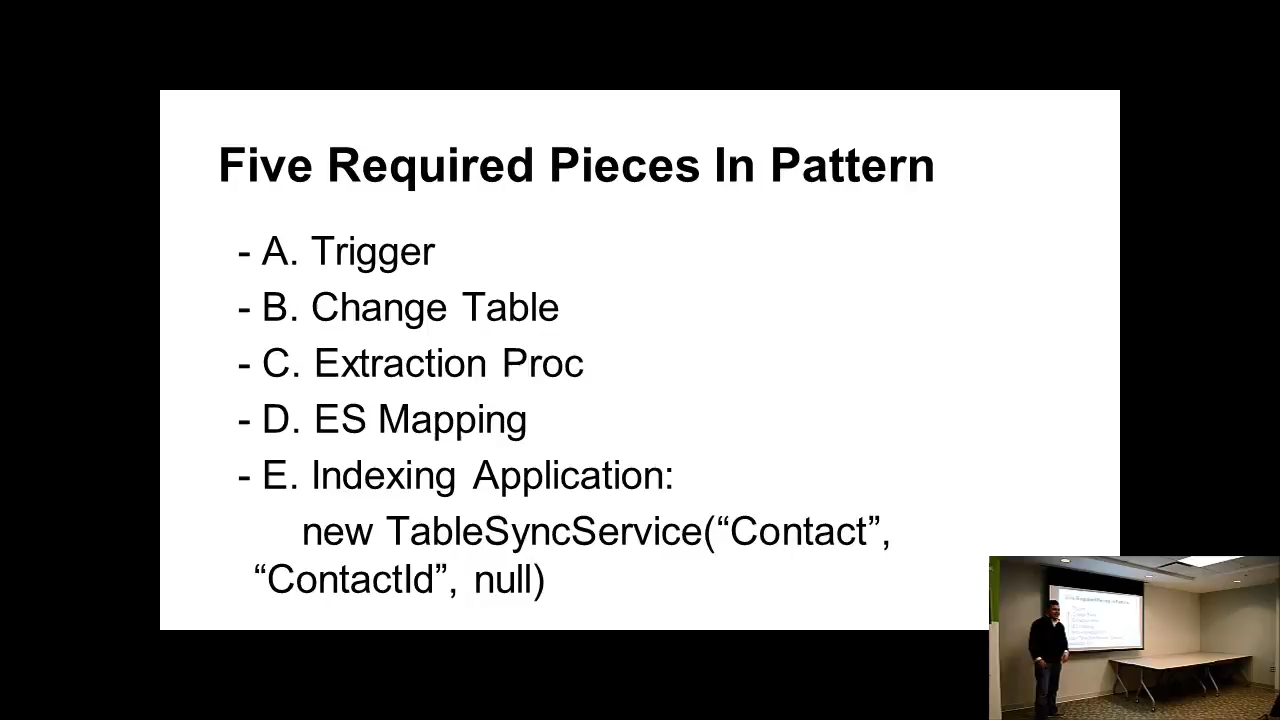 Five Required Pieces In Pattern
- A. Trigger
- B. Change Table
- C. Extraction Proc
- D. ES Mapping
- E. Indexing Application:
new TableSyncService(“Contact”,
“ContactId”, null)